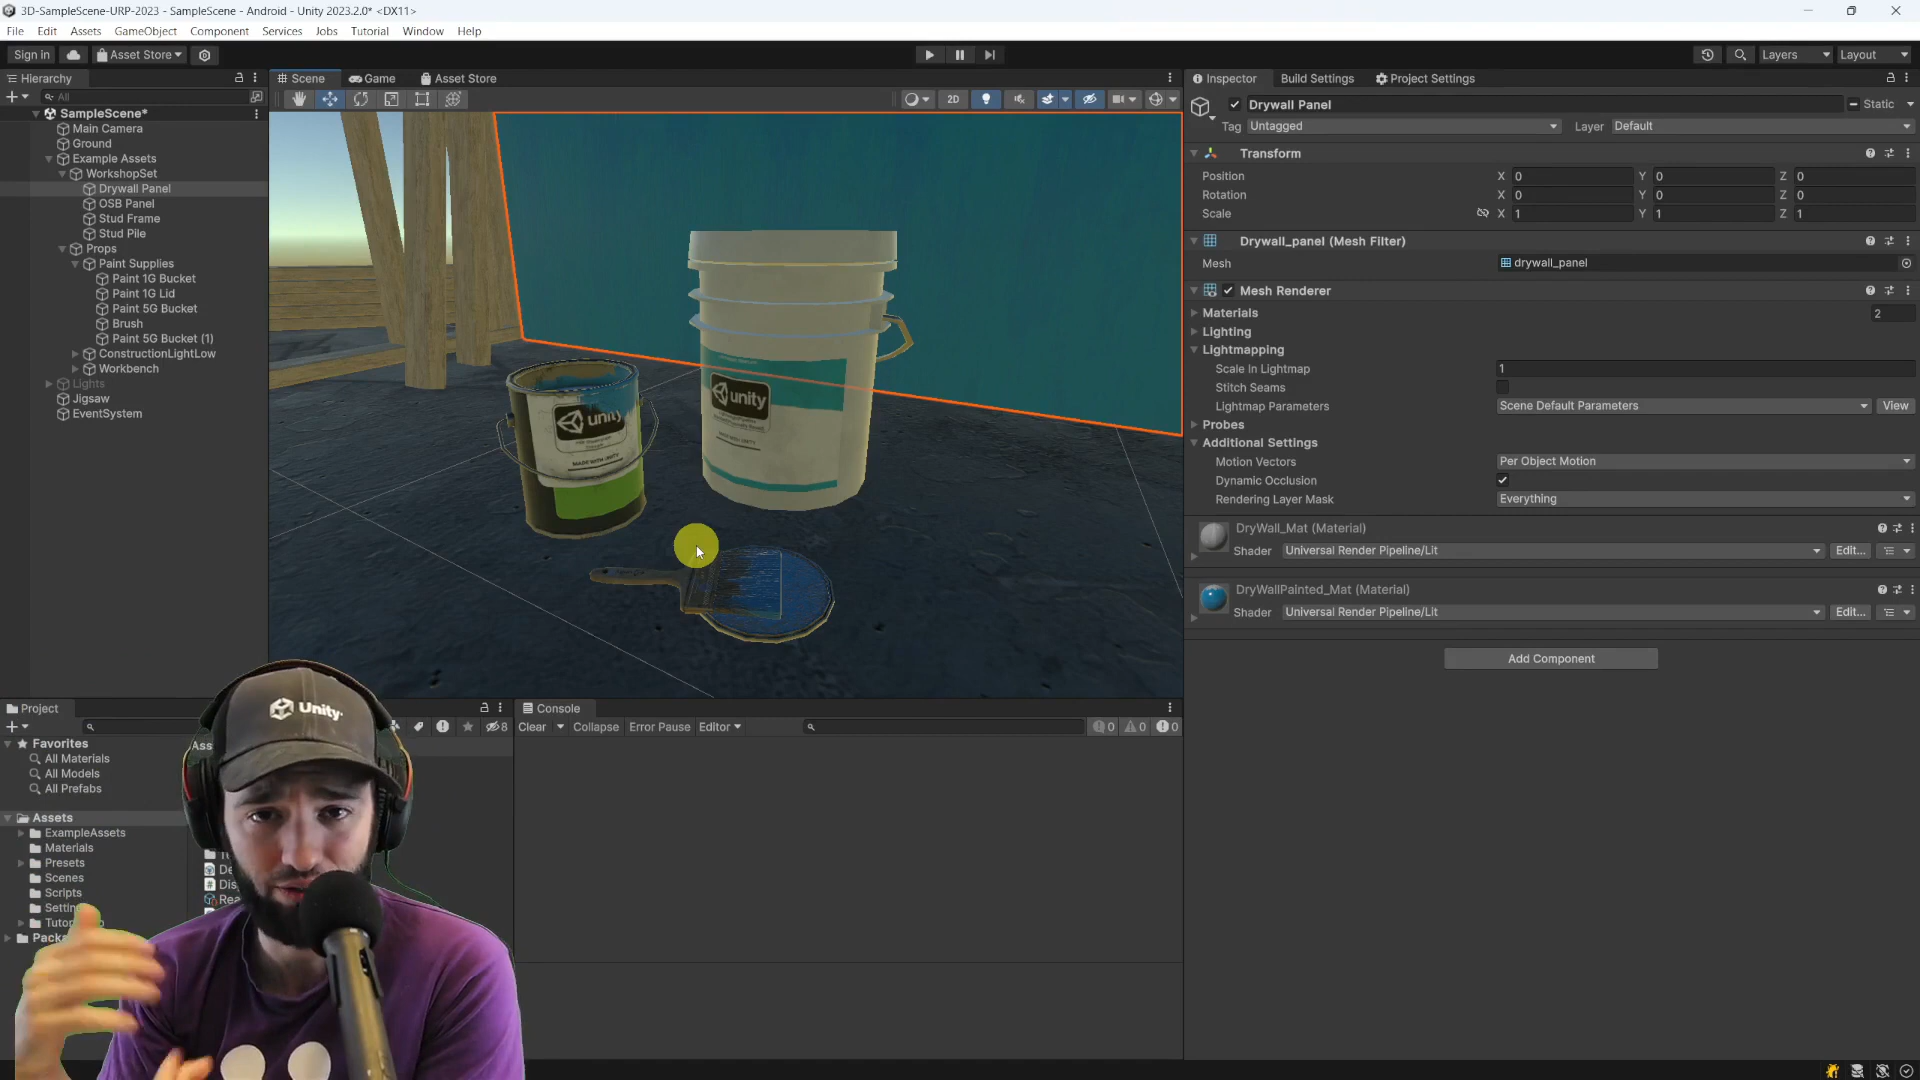 3D-SampleScene-URP-2023 - SampleScene - Android - Unity 2023.2.0* <DX11>
File Edit Assets GameObject Component Services Jobs Tutorial Window Help
Sign in Asset Store Layers Layout
Hierarchy
All
SampleScene*
Main Camera
Ground
Example Assets
WorkshopSet
Drywall Panel
OSB Panel
Stud Frame
Stud Pile
Props
Paint Supplies
Paint 1G Bucket
Paint 1G Lid
Paint 5G Bucket
Brush
Paint 5G Bucket (1)
ConstructionLightLow
Workbench
Lights
Jigsaw
EventSystem
Scene Game Asset Store
2D
unity
MADE WITH UNITY
unity
MADE WITH UNITY
Inspector Build Settings Project Settings
Drywall Panel Static
Tag Untagged Layer Default
Transform
Position X 0 Y 0 Z 0
Rotation X 0 Y 0 Z 0
Scale X 1 Y 1 Z 1
Drywall_panel (Mesh Filter)
Mesh drywall_panel
Mesh Renderer
Materials 2
Lighting
Lightmapping
Scale In Lightmap 1
Stitch Seams
Lightmap Parameters Scene Default Parameters View
Probes
Additional Settings
Motion Vectors Per Object Motion
Dynamic Occlusion
Rendering Layer Mask Everything
DryWall_Mat (Material)
Shader Universal Render Pipeline/Lit Edit...
DryWallPainted_Mat (Material)
Shader Universal Render Pipeline/Lit Edit...
Add Component
Project
8
Favorites
All Materials
All Models
All Prefabs
Assets
ExampleAssets
Materials
Presets
Scenes
Scripts
Console
Clear Collapse Error Pause Editor 0 0 0
Unity